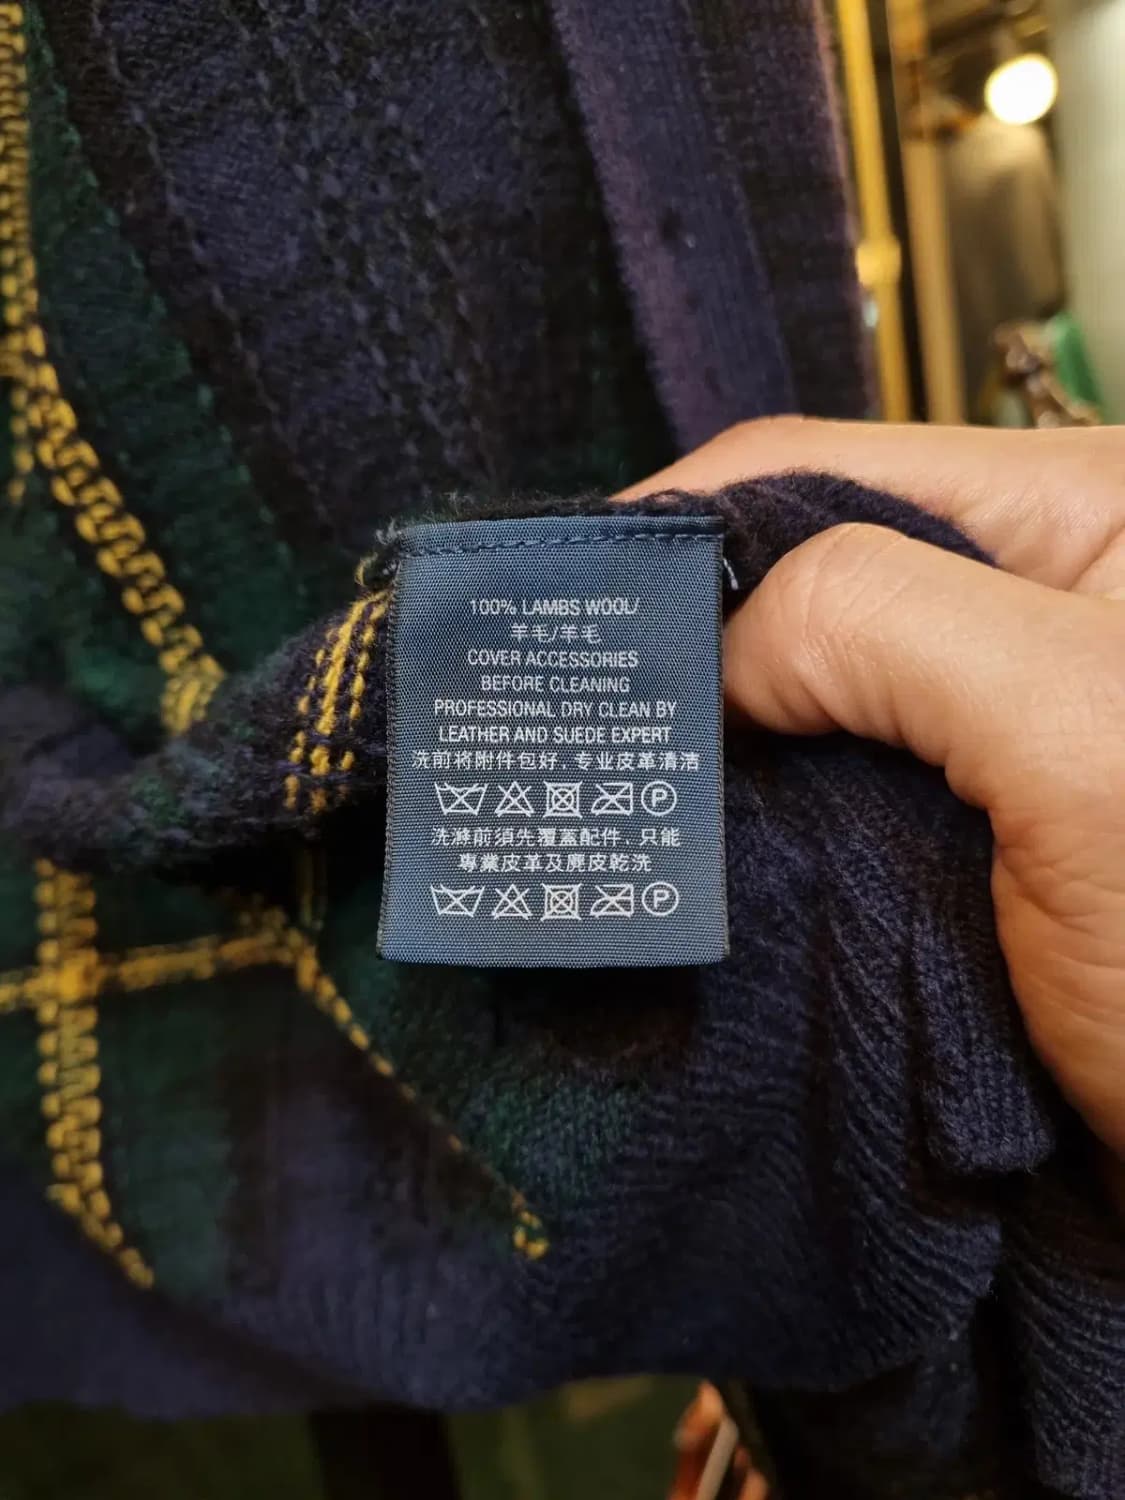 100% LAMBS WOOL/
羊毛/羊毛
COVER ACCESSORIES
BEFORE CLEANING
PROFESSIONAL DRY CLEAN BY
LEATHER AND SUEDE EXPERT
洗前将附件包好，专业皮革清洁
P
洗滌前須先覆蓋配件，只能
專業皮革及麂皮乾洗
P